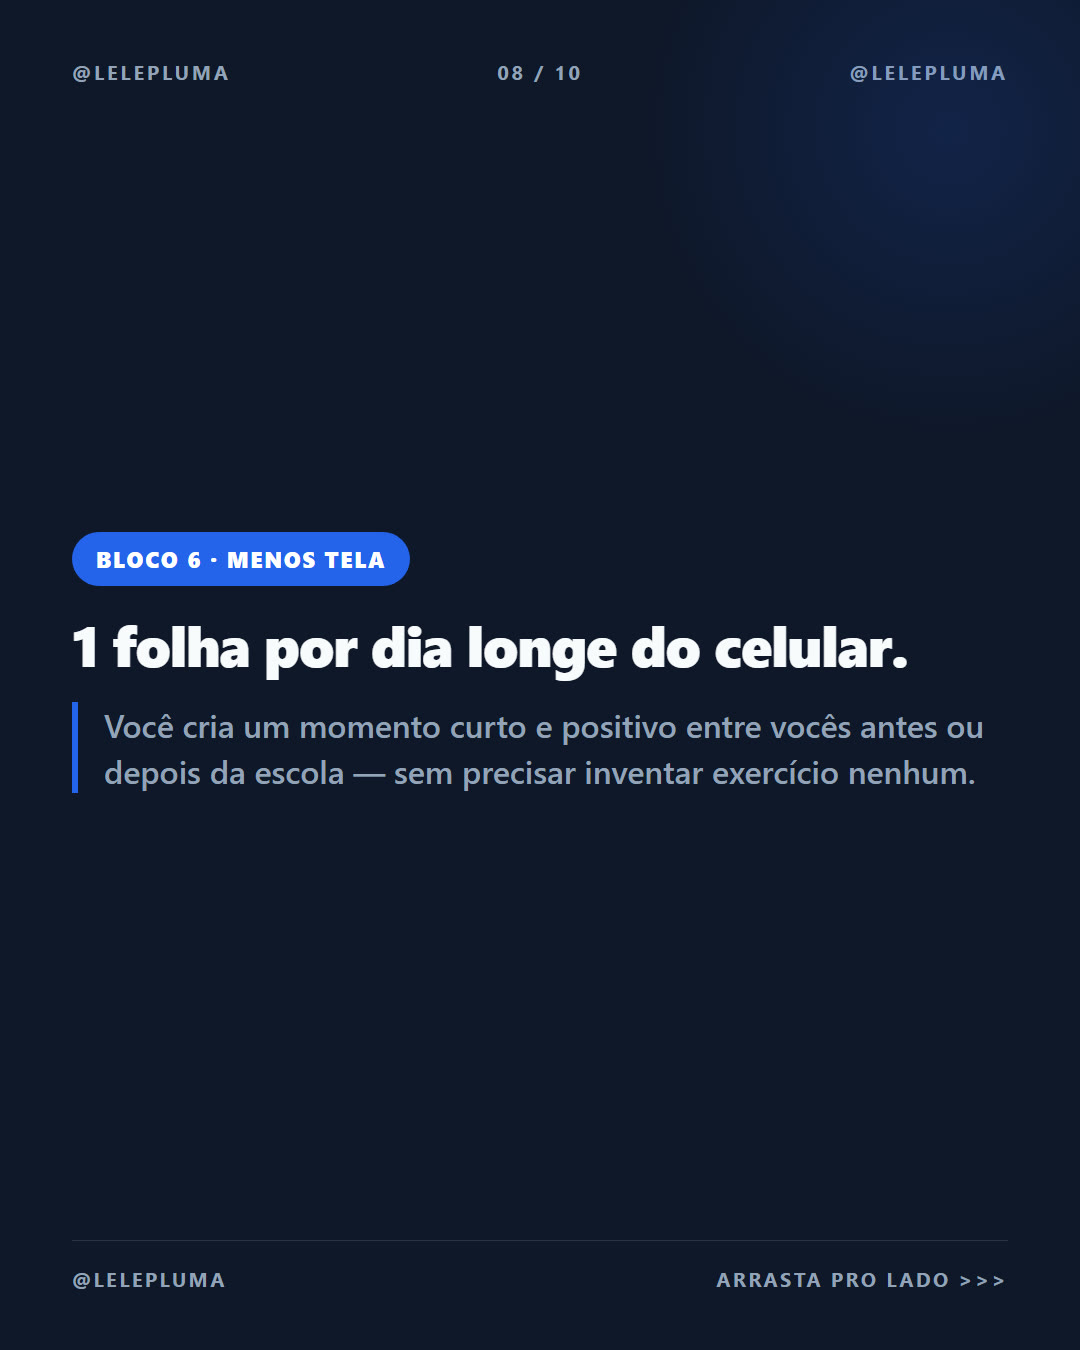 @LELEPLUMA
08 / 10
@LELEPLUMA
BLOCO 6 · MENOS TELA
1 folha por dia longe do celular.
Você cria um momento curto e positivo entre vocês antes ou
depois da escola — sem precisar inventar exercício nenhum.
@LELEPLUMA
ARRASTA PRO LADO >>>